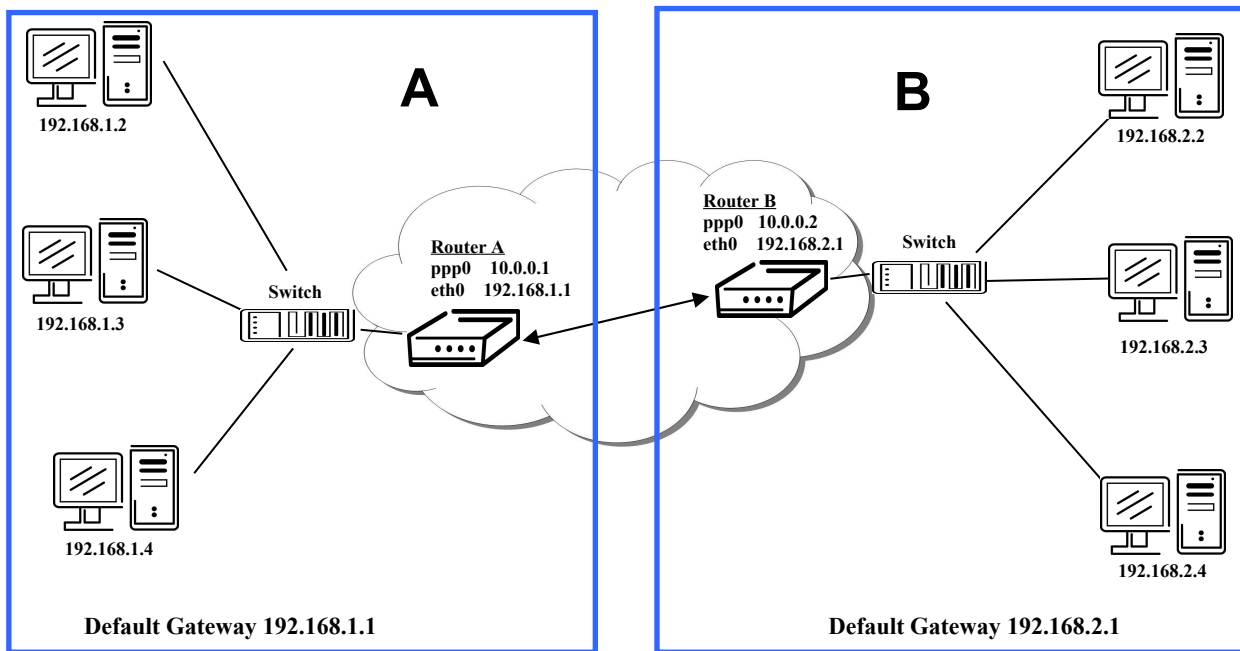 A
192.168.1.2
192.168.1.3
192.168.1.4
Switch
Router A
ppp0 10.0.0.1
eth0 192.168.1.1
Default Gateway 192.168.1.1
B
Router B
ppp0 10.0.0.2
eth0 192.168.2.1
Switch
192.168.2.2
192.168.2.3
192.168.2.4
Default Gateway 192.168.2.1